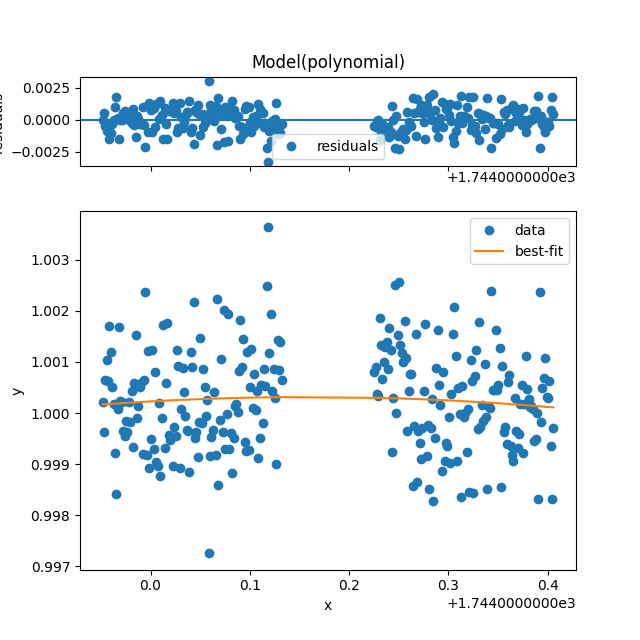 Model(polynomial)
0.0025
0.0000
−0.0025
residuals
+1.7440000000e3
1.003
1.002
1.001
1.000
0.999
0.998
0.997
y
data
best-fit
0.0
0.1
0.2
0.3
0.4
x
+1.7440000000e3